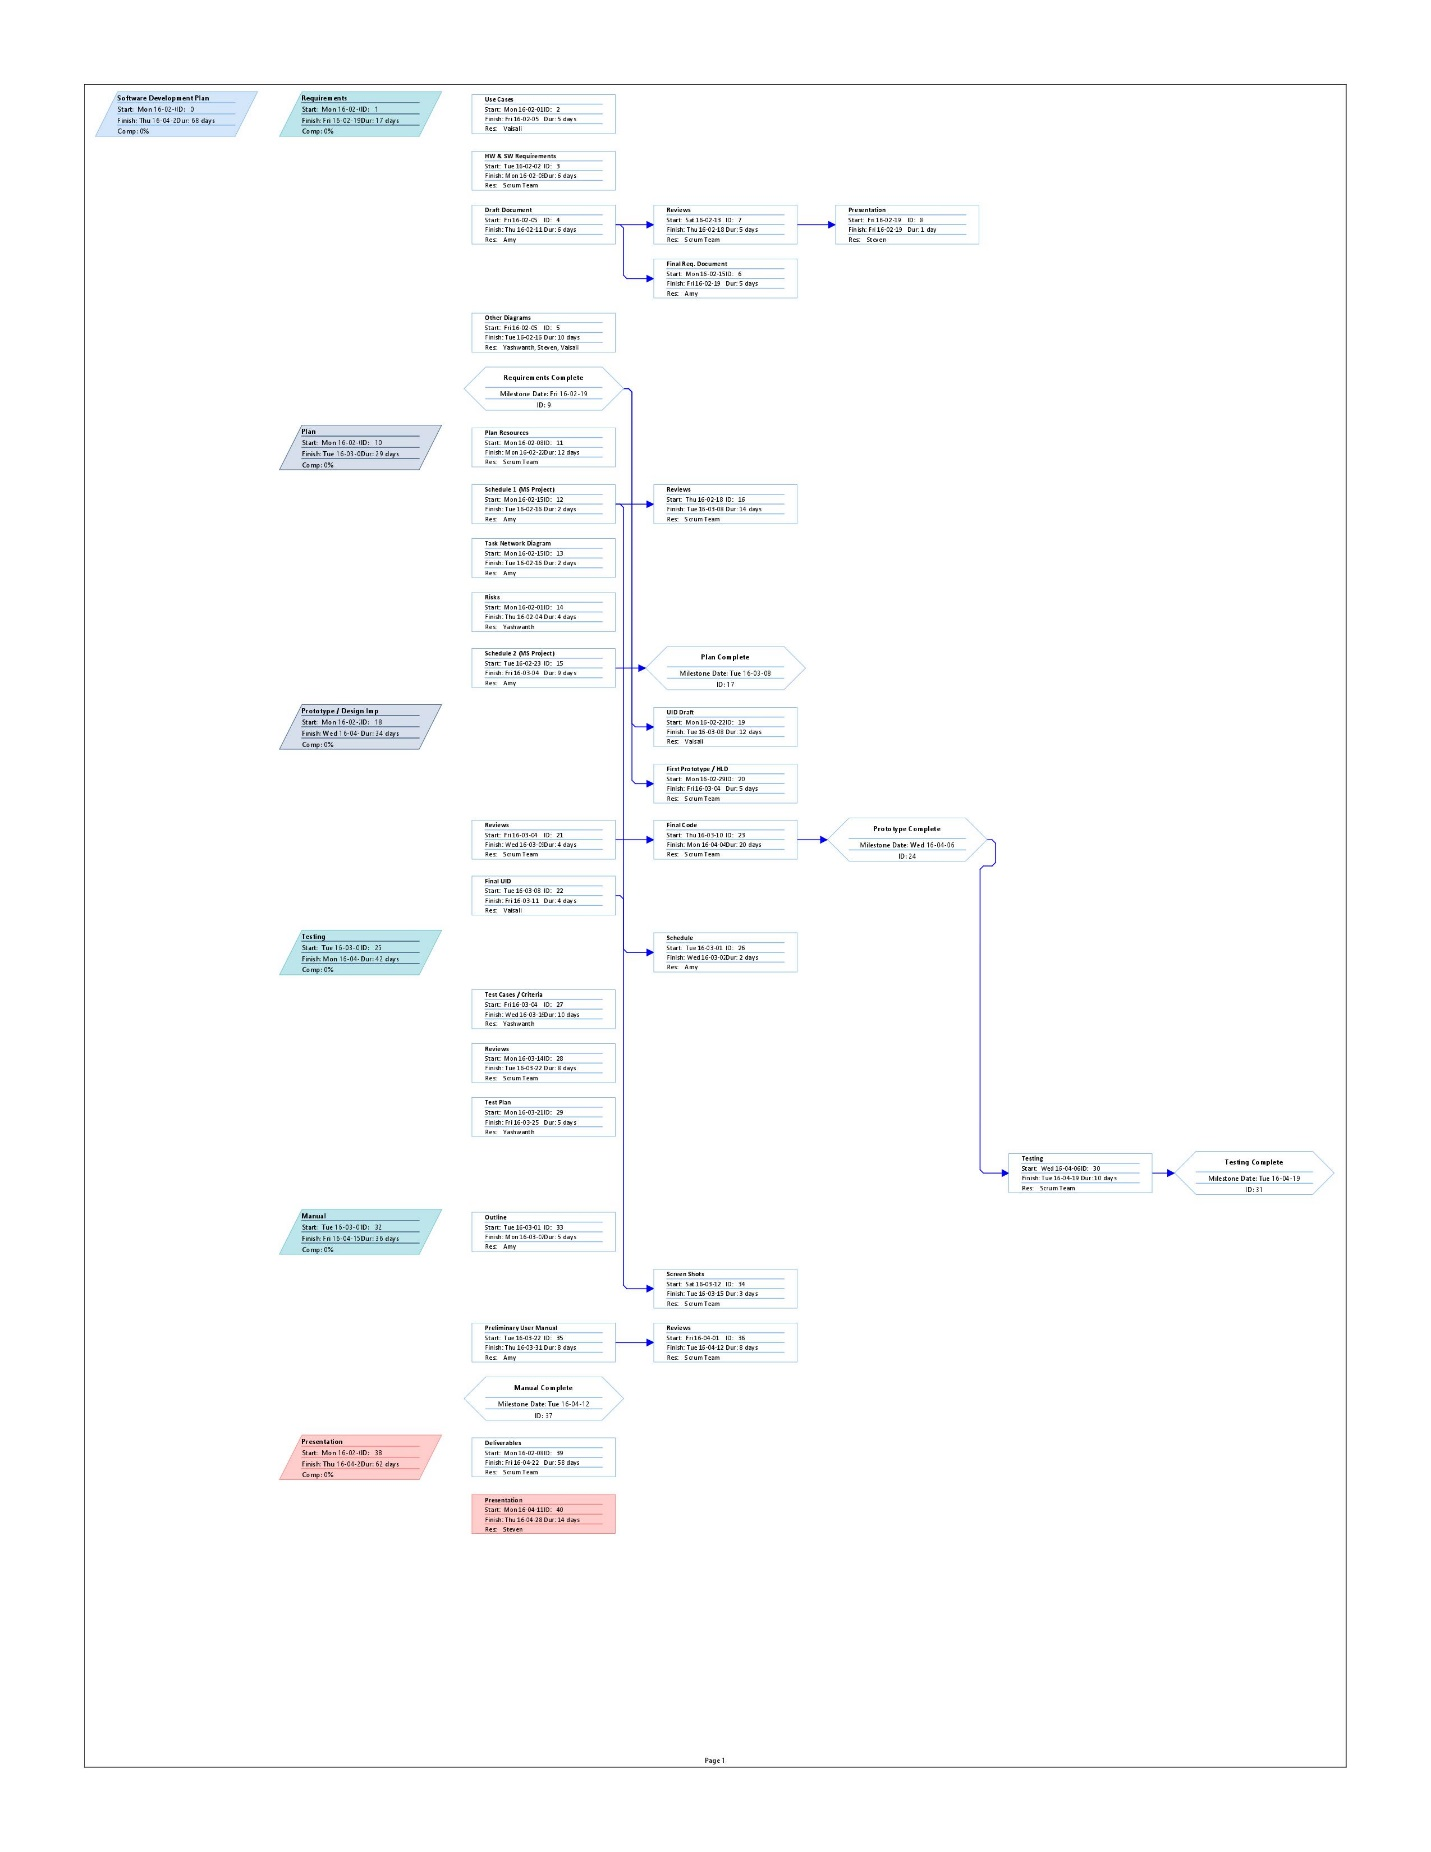 Software Development Plan
Start: Mon 16-02- ID: 0
Finish: Thu 16-04-2 Dur: 68 days
Comp: 0%
Requirements
Start: Mon 16-02- ID: 1
Finish: Fri 16-02-19 Dur: 17 days
Comp: 0%
Use Cases
Start: Mon 16-02-01 ID: 2
Finish: Fri 16-02-05 Dur: 5 days
Res: Vaisali
HW & SW Requirements
Start: Tue 16-02-02 ID: 3
Finish: Mon 16-02-0 Dur: 6 days
Res: Scrum Team
Draft Document
Start: Fri 16-02-05 ID: 4
Finish: Thu 16-02-11 Dur: 6 days
Res: Amy
Reviews
Start: Sat 16-02-13 ID: 7
Finish: Thu 16-02-18 Dur: 5 days
Res: Scrum Team
Presentation
Start: Fri 16-02-19 ID: 8
Finish: Fri 16-02-19 Dur: 1 day
Res: Steven
Final Req. Document
Start: Mon 16-02-15 ID: 6
Finish: Fri 16-02-19 Dur: 5 days
Res: Amy
Other Diagrams
Start: Fri 16-02-05 ID: 5
Finish: Tue 16-02-16 Dur: 10 days
Res: Yashwanth, Steven, Vaisali
Requirements Complete
Milestone Date: Fri 16-02-19
ID: 9
Plan
Start: Mon 16-02- ID: 10
Finish: Tue 16-03-0 Dur: 29 days
Comp: 0%
Plan Resources
Start: Mon 16-02-08 ID: 11
Finish: Mon 16-02-22 Dur: 12 days
Res: Scrum Team
Schedule 1 (MS Project)
Start: Mon 16-02-15 ID: 12
Finish: Tue 16-02-16 Dur: 2 days
Res: Amy
Reviews
Start: Thu 16-02-18 ID: 16
Finish: Tue 16-03-08 Dur: 14 days
Res: Scrum Team
Task Network Diagram
Start: Mon 16-02-15 ID: 13
Finish: Tue 16-02-16 Dur: 2 days
Res: Amy
Risks
Start: Mon 16-02-01 ID: 14
Finish: Thu 16-02-04 Dur: 4 days
Res: Yashwanth
Schedule 2 (MS Project)
Start: Tue 16-02-23 ID: 15
Finish: Fri 16-03-04 Dur: 9 days
Res: Amy
Plan Complete
Milestone Date: Tue 16-03-08
ID: 17
Prototype / Design Imp
Start: Mon 16-02- ID: 18
Finish: Wed 16-04- Dur: 34 days
Comp: 0%
UID Draft
Start: Mon 16-02-22 ID: 19
Finish: Tue 16-03-08 Dur: 12 days
Res: Vaisali
First Prototype / HLD
Start: Mon 16-02-29 ID: 20
Finish: Fri 16-03-04 Dur: 5 days
Res: Scrum Team
Reviews
Start: Fri 16-03-04 ID: 21
Finish: Wed 16-03-0 Dur: 4 days
Res: Scrum Team
Final Code
Start: Thu 16-03-10 ID: 23
Finish: Mon 16-04-04 Dur: 20 days
Res: Scrum Team
Prototype Complete
Milestone Date: Wed 16-04-06
ID: 24
Final UID
Start: Tue 16-03-08 ID: 22
Finish: Fri 16-03-11 Dur: 4 days
Res: Vaisali
Testing
Start: Tue 16-03-0 ID: 25
Finish: Mon 16-04- Dur: 42 days
Comp: 0%
Schedule
Start: Tue 16-03-01 ID: 26
Finish: Wed 16-03-02 Dur: 2 days
Res: Amy
Test Cases / Criteria
Start: Fri 16-03-04 ID: 27
Finish: Wed 16-03-16 Dur: 10 days
Res: Yashwanth
Reviews
Start: Mon 16-03-14 ID: 28
Finish: Tue 16-03-22 Dur: 8 days
Res: Scrum Team
Test Plan
Start: Mon 16-03-21 ID: 29
Finish: Fri 16-03-25 Dur: 5 days
Res: Yashwanth
Testing
Start: Wed 16-04-06 ID: 30
Finish: Tue 16-04-19 Dur: 10 days
Res: Scrum Team
Testing Complete
Milestone Date: Tue 16-04-19
ID: 31
Manual
Start: Tue 16-03-0 ID: 32
Finish: Fri 16-04-15 Dur: 36 days
Comp: 0%
Outline
Start: Tue 16-03-01 ID: 33
Finish: Mon 16-03-0 Dur: 5 days
Res: Amy
Screen Shots
Start: Sat 16-03-12 ID: 34
Finish: Tue 16-03-15 Dur: 3 days
Res: Scrum Team
Preliminary User Manual
Start: Tue 16-03-22 ID: 35
Finish: Thu 16-03-31 Dur: 8 days
Res: Amy
Reviews
Start: Fri 16-04-01 ID: 36
Finish: Tue 16-04-12 Dur: 8 days
Res: Scrum Team
Manual Complete
Milestone Date: Tue 16-04-12
ID: 37
Presentation
Start: Mon 16-02- ID: 38
Finish: Thu 16-04-2 Dur: 62 days
Comp: 0%
Deliverables
Start: Mon 16-02-08 ID: 39
Finish: Fri 16-04-22 Dur: 58 days
Res: Scrum Team
Presentation
Start: Mon 16-04-11 ID: 40
Finish: Thu 16-04-28 Dur: 14 days
Res: Steven
Page 1